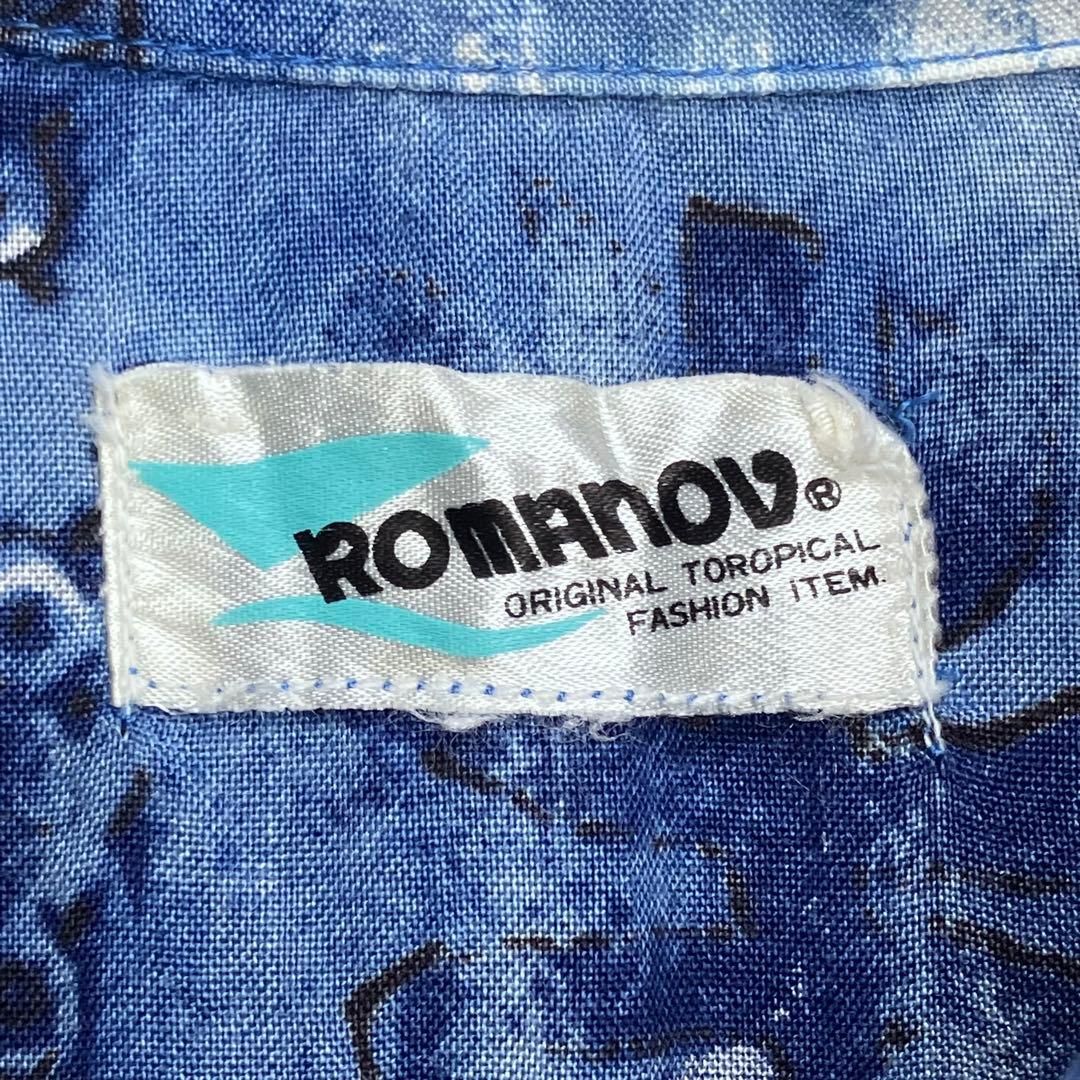 ROMANOV®
ORIGINAL TOROPICAL
FASHION ITEM.